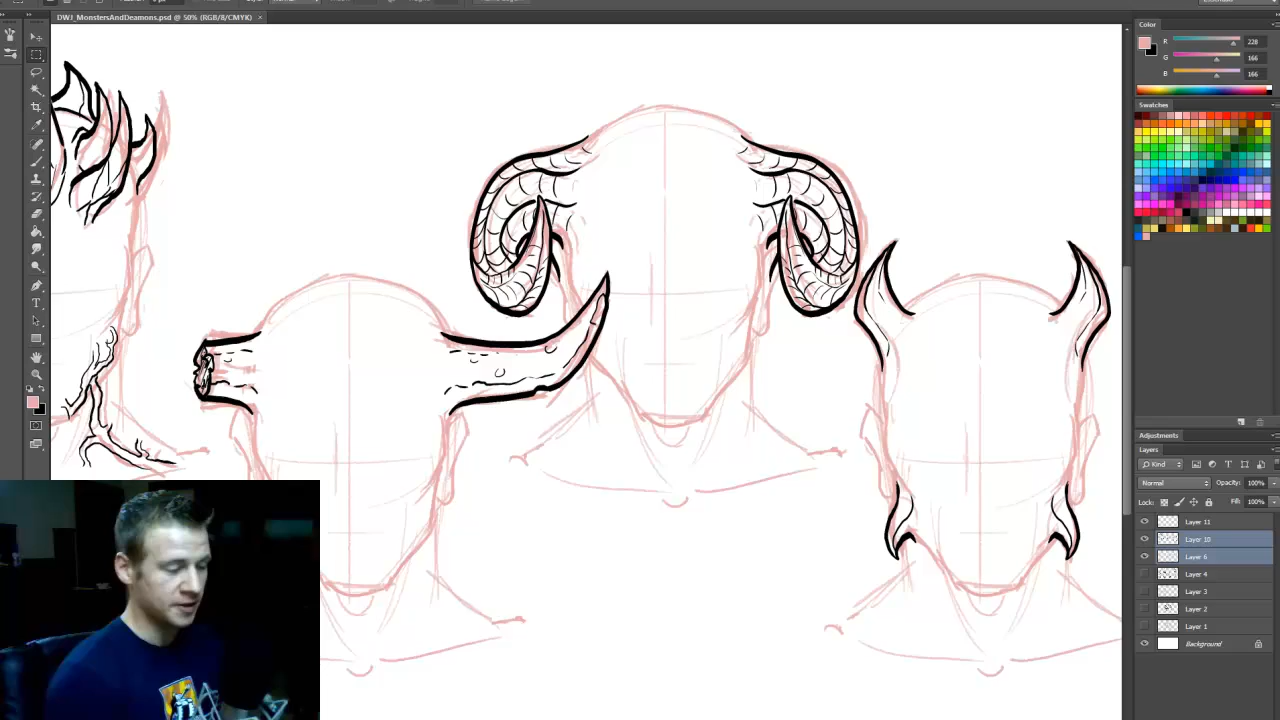 DWJ_MonstersAndDeamons.psd @ 50% (RGB/8/CMYK) ×
Color
R 228
G 166
B 166
Swatches
Adjustments
Layers
Kind
Normal Opacity: 100%
Lock: Fill: 100%
Layer 11
Layer 10
Layer 6
Layer 4
Layer 3
Layer 2
Layer 1
Background